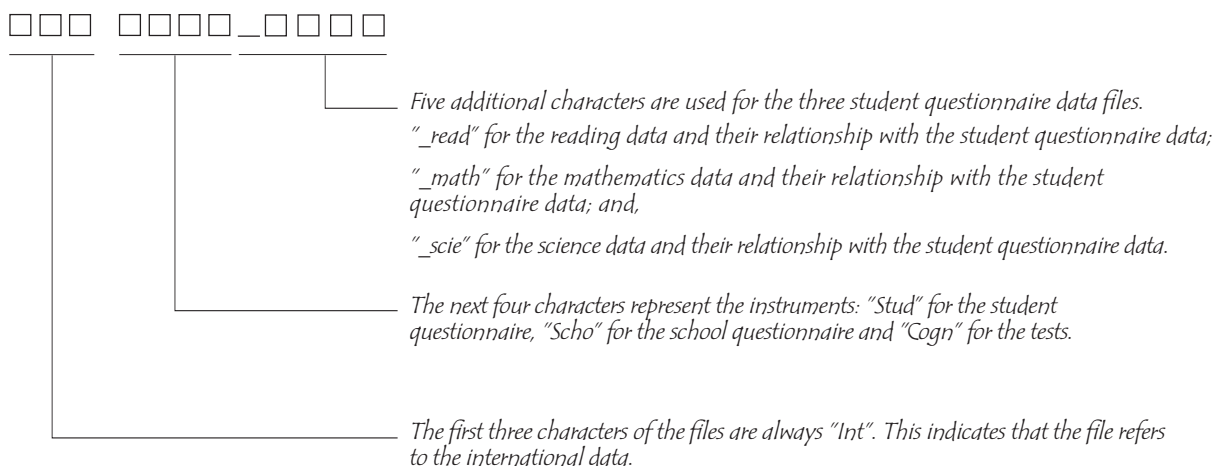 _
Five additional characters are used for the three student questionnaire data files.
"_read" for the reading data and their relationship with the student questionnaire data;
"_math" for the mathematics data and their relationship with the student
questionnaire data; and,
"_scie" for the science data and their relationship with the student questionnaire data.
The next four characters represent the instruments: "Stud" for the student
questionnaire, "Scho" for the school questionnaire and "Cogn" for the tests.
The first three characters of the files are always "Int". This indicates that the file refers
to the international data.